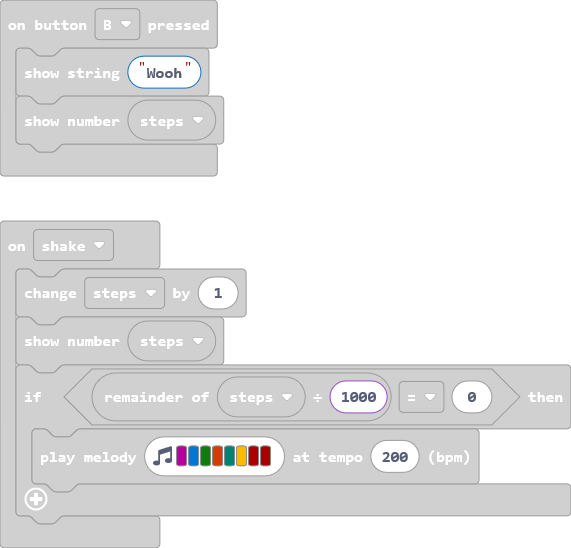 on button B pressed
show string "Wooh"
show number steps
on shake
change steps by 1
show number steps
if remainder of steps ÷ 1000 = 0 then
play melody at tempo 200 (bpm)